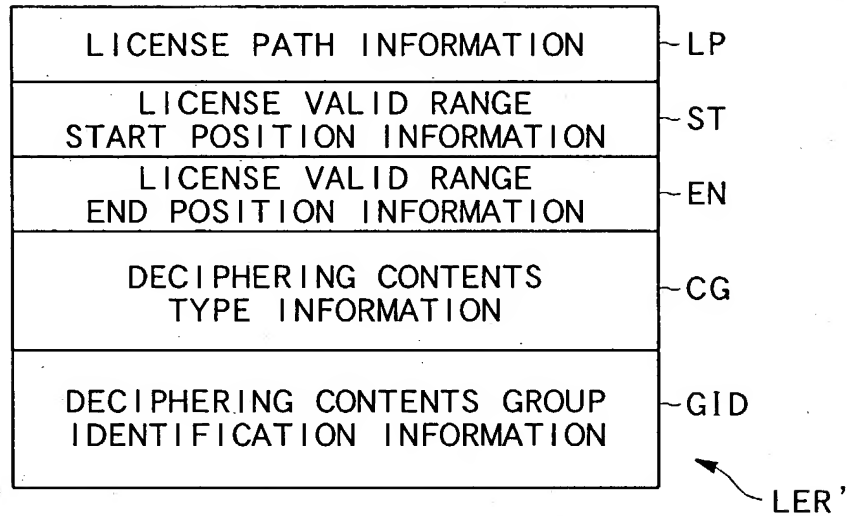 LICENSE PATH INFORMATION ~LP
LICENSE VALID RANGE
START POSITION INFORMATION ~ST
LICENSE VALID RANGE
END POSITION INFORMATION ~EN
DECIPHERING CONTENTS
TYPE INFORMATION ~CG
DECIPHERING CONTENTS GROUP ~GID
IDENTIFICATION INFORMATION
LER'